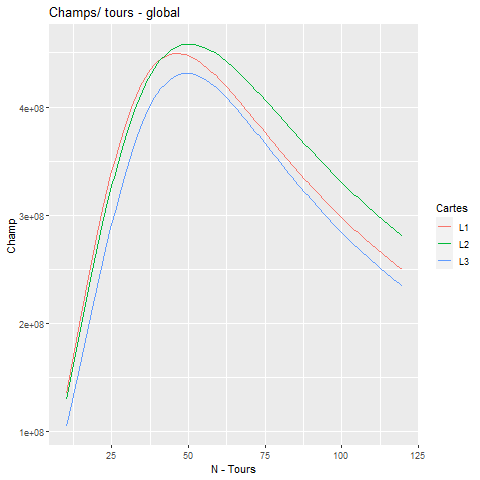 Champs/ tours - global
4e+08
3e+08
2e+08
1e+08
Champ
25
50
75
100
125
N - Tours
Cartes
L1
L2
L3